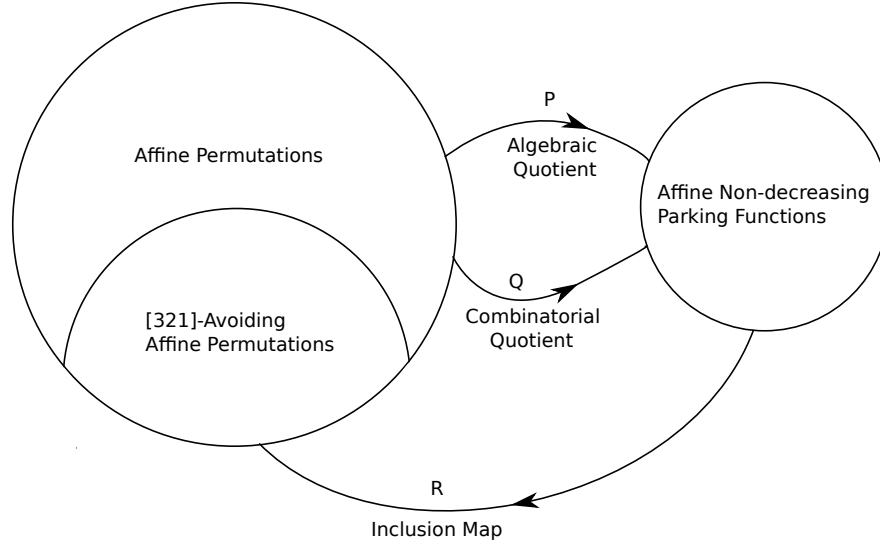 P
Algebraic
Quotient
Affine Permutations
Affine Non-decreasing
Parking Functions
Q
Combinatorial
Quotient
[321]-Avoiding
Affine Permutations
R
Inclusion Map